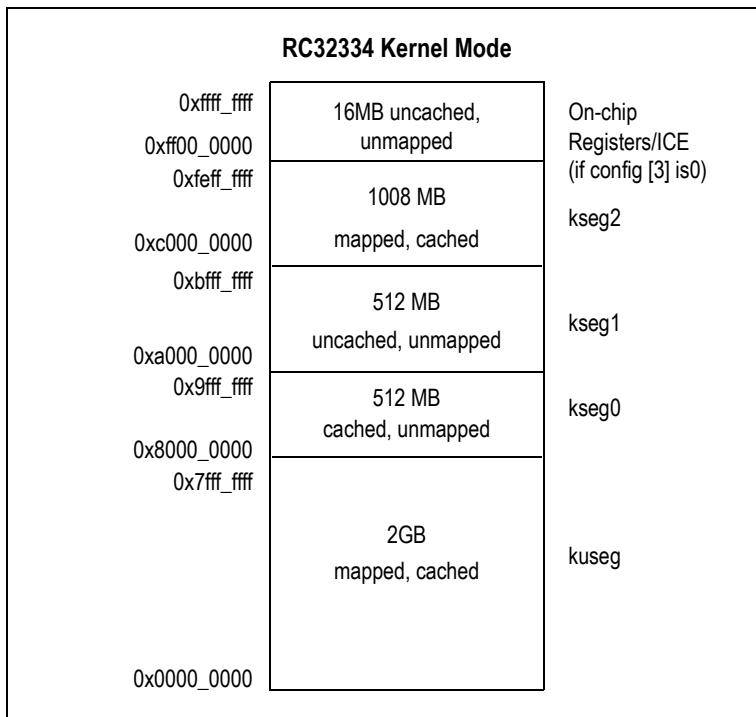 RC32334 Kernel Mode
0xffff_ffff
16MB uncached,
unmapped
0xff00_0000
On-chip
Registers/ICE
(if config [3] is0)
0xfeff_ffff
1008 MB
mapped, cached
0xc000_0000
kseg2
0xbfff_ffff
512 MB
uncached, unmapped
0xa000_0000
kseg1
0x9fff_ffff
512 MB
cached, unmapped
0x8000_0000
kseg0
0x7fff_ffff
2GB
mapped, cached
kuseg
0x0000_0000